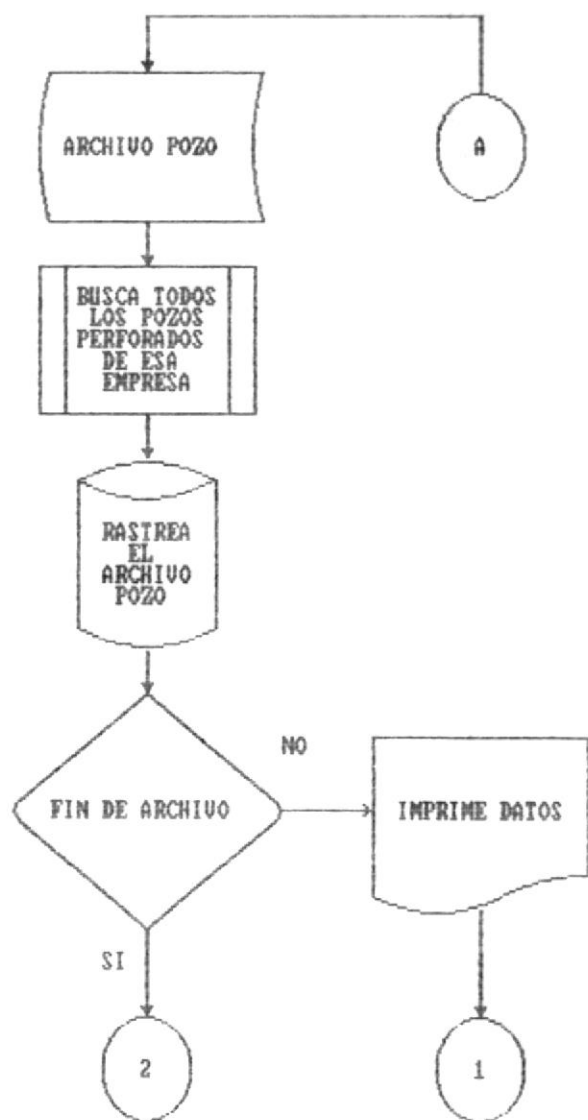 ARCHIVO POZO
A
BUSCA TODOS
LOS POZOS
PERFORADOS
DE ESA
EMPRESA
RASTREA
EL
ARCHIVO
POZO
NO
FIN DE ARCHIVO
IMPRIME DATOS
SI
2
1